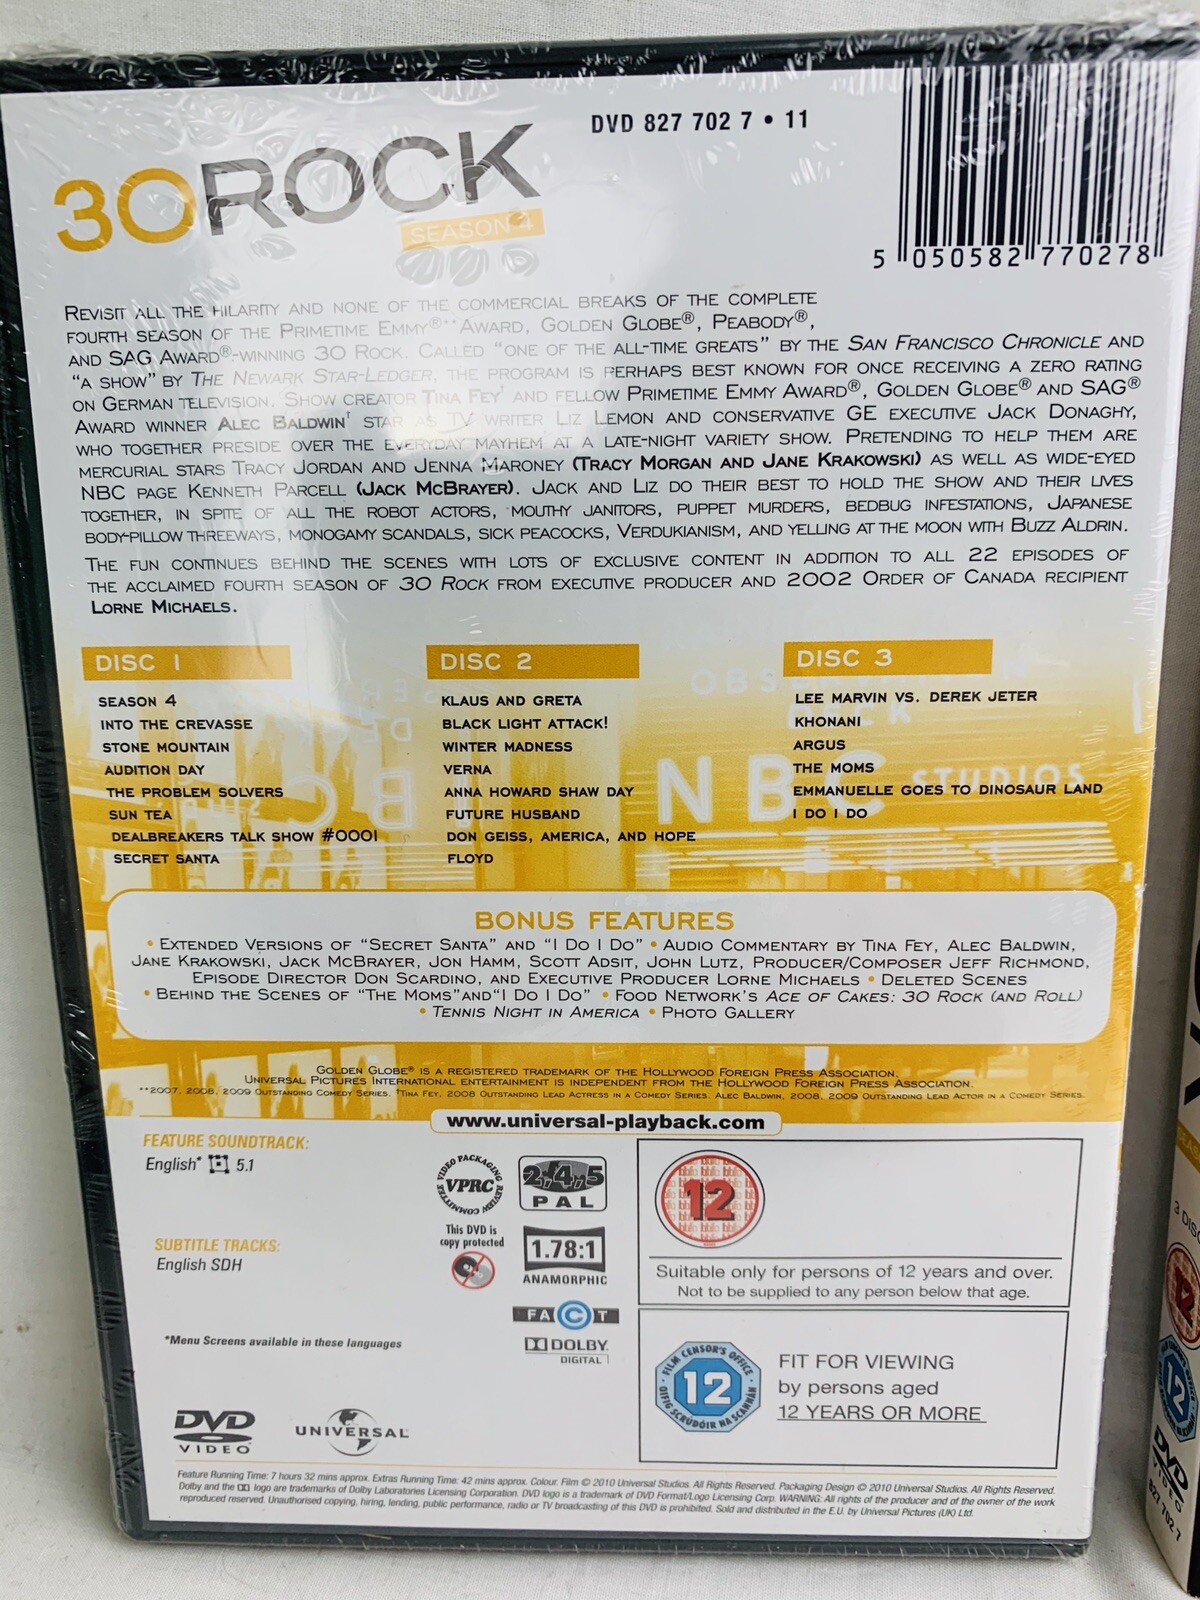 DVD 827 702 7 • 11
30ROCK
SEASON 4
5 050582 770278
REVISIT ALL THE HILARITY AND NONE OF THE COMMERCIAL BREAKS OF THE COMPLETE
FOURTH SEASON OF THE PRIMETIME EMMY®** AWARD, GOLDEN GLOBE®, PEABODY®,
AND SAG AWARD®-WINNING 30 ROCK. CALLED "ONE OF THE ALL-TIME GREATS" BY THE SAN FRANCISCO CHRONICLE AND
"A SHOW" BY THE NEWARK STAR-LEDGER, THE PROGRAM IS PERHAPS BEST KNOWN FOR ONCE RECEIVING A ZERO RATING
ON GERMAN TELEVISION. SHOW CREATOR TINA FEY† AND FELLOW PRIMETIME EMMY AWARD®, GOLDEN GLOBE® AND SAG®
AWARD WINNER ALEC BALDWIN† STAR AS TV WRITER LIZ LEMON AND CONSERVATIVE GE EXECUTIVE JACK DONAGHY,
WHO TOGETHER PRESIDE OVER THE EVERYDAY MAYHEM AT A LATE-NIGHT VARIETY SHOW. PRETENDING TO HELP THEM ARE
MERCURIAL STARS TRACY JORDAN AND JENNA MARONEY (TRACY MORGAN AND JANE KRAKOWSKI) AS WELL AS WIDE-EYED
NBC PAGE KENNETH PARCELL (JACK MCBRAYER). JACK AND LIZ DO THEIR BEST TO HOLD THE SHOW AND THEIR LIVES
TOGETHER, IN SPITE OF ALL THE ROBOT ACTORS, MOUTHY JANITORS, PUPPET MURDERS, BEDBUG INFESTATIONS, JAPANESE
BODY-PILLOW THREEWAYS, MONOGAMY SCANDALS, SICK PEACOCKS, VERDUKIANISM, AND YELLING AT THE MOON WITH BUZZ ALDRIN.
THE FUN CONTINUES BEHIND THE SCENES WITH LOTS OF EXCLUSIVE CONTENT IN ADDITION TO ALL 22 EPISODES OF
THE ACCLAIMED FOURTH SEASON OF 30 ROCK FROM EXECUTIVE PRODUCER AND 2002 ORDER OF CANADA RECIPIENT
LORNE MICHAELS.
DISC 1
SEASON 4
INTO THE CREVASSE
STONE MOUNTAIN
AUDITION DAY
THE PROBLEM SOLVERS
SUN TEA
DEALBREAKERS TALK SHOW #0001
SECRET SANTA
DISC 2
KLAUS AND GRETA
BLACK LIGHT ATTACK!
WINTER MADNESS
VERNA
ANNA HOWARD SHAW DAY
FUTURE HUSBAND
DON GEISS, AMERICA, AND HOPE
FLOYD
DISC 3
LEE MARVIN VS. DEREK JETER
KHONANI
ARGUS
THE MOMS
EMMANUELLE GOES TO DINOSAUR LAND
I DO I DO
NBC STUDIOS
BONUS FEATURES
• EXTENDED VERSIONS OF "SECRET SANTA" AND "I DO I DO" • AUDIO COMMENTARY BY TINA FEY, ALEC BALDWIN,
JANE KRAKOWSKI, JACK MCBRAYER, JON HAMM, SCOTT ADSIT, JOHN LUTZ, PRODUCER/COMPOSER JEFF RICHMOND,
EPISODE DIRECTOR DON SCARDINO, AND EXECUTIVE PRODUCER LORNE MICHAELS • DELETED SCENES
• BEHIND THE SCENES OF "THE MOMS"AND"I DO I DO" • FOOD NETWORK'S ACE OF CAKES: 30 ROCK (AND ROLL)
• TENNIS NIGHT IN AMERICA • PHOTO GALLERY
GOLDEN GLOBE® IS A REGISTERED TRADEMARK OF THE HOLLYWOOD FOREIGN PRESS ASSOCIATION.
UNIVERSAL PICTURES INTERNATIONAL ENTERTAINMENT IS INDEPENDENT FROM THE HOLLYWOOD FOREIGN PRESS ASSOCIATION.
**2007, 2008, 2009 OUTSTANDING COMEDY SERIES. †TINA FEY, 2008 OUTSTANDING LEAD ACTRESS IN A COMEDY SERIES. ALEC BALDWIN, 2008, 2009 OUTSTANDING LEAD ACTOR IN A COMEDY SERIES.
www.universal-playback.com
FEATURE SOUNDTRACK:
English* 5.1
SUBTITLE TRACKS:
English SDH
*Menu Screens available in these languages
VIDEO PACKAGING REVIEW COMMITTEE
VPRC
This DVD is
copy protected
2,4,5
PAL
1.78:1
ANAMORPHIC
FACT
DOLBY
DIGITAL
12
Suitable only for persons of 12 years and over.
Not to be supplied to any person below that age.
FILM CENSOR'S OFFICE
12
OIFIG SCRÚDÓIR NA SCANNÁN
FIT FOR VIEWING
by persons aged
12 YEARS OR MORE
DVD
VIDEO
UNIVERSAL
Feature Running Time: 7 hours 32 mins approx. Extras Running Time: 42 mins approx. Colour. Film © 2010 Universal Studios. All Rights Reserved. Packaging Design © 2010 Universal Studios. All Rights Reserved.
Dolby and the logo are trademarks of Dolby Laboratories Licensing Corporation. DVD logo is a trademark of DVD Format/Logo Licensing Corp. WARNING: All rights of the producer and of the owner of the work
reproduced reserved. Unauthorised copying, hiring, lending, public performance, radio or TV broadcasting of this DVD is prohibited. Sold and distributed in the E.U. by Universal Pictures (UK) Ltd.
3 DISC
12
12
DVD
VIDEO
827 702 7